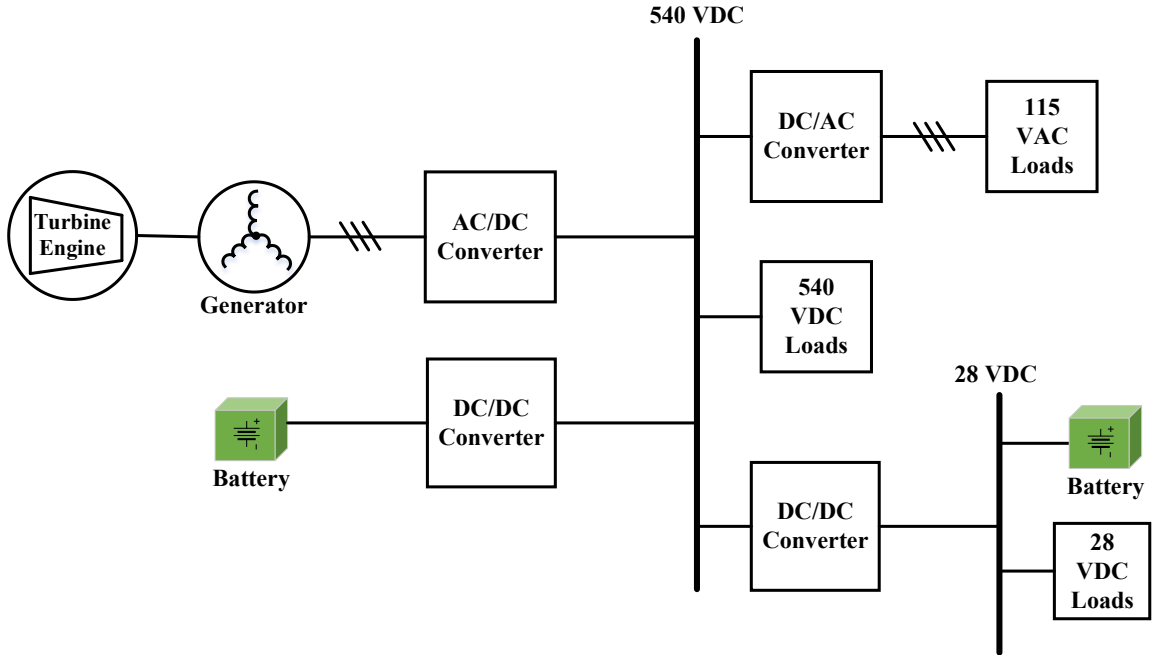 540 VDC
Turbine
Engine
Generator
AC/DC
Converter
DC/AC
Converter
115
VAC
Loads
540
VDC
Loads
Battery
DC/DC
Converter
28 VDC
DC/DC
Converter
+
-
Battery
+
-
28
VDC
Loads